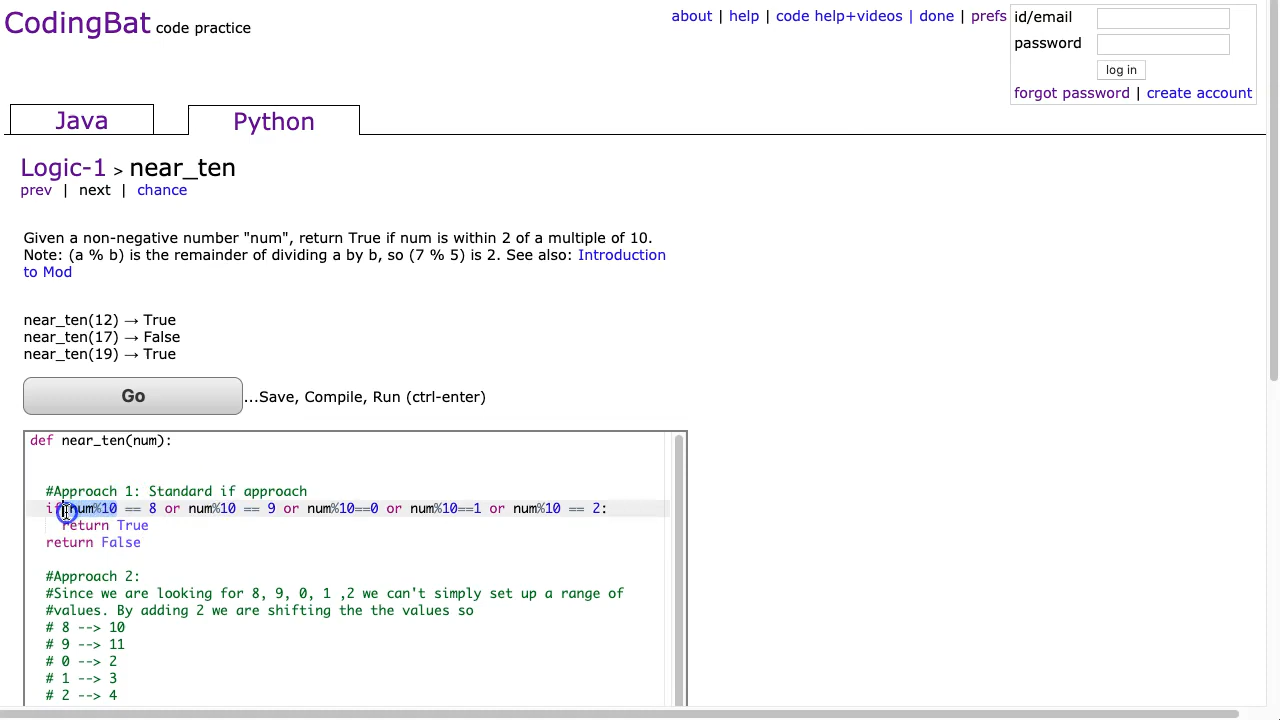 CodingBat code practice
about | help | code help+videos | done | prefs
id/email
password
log in
forgot password | create account
Java
Python
Logic-1 > near_ten
prev | next | chance
Given a non-negative number "num", return True if num is within 2 of a multiple of 10.
Note: (a % b) is the remainder of dividing a by b, so (7 % 5) is 2. See also: Introduction
to Mod
near_ten(12) → True
near_ten(17) → False
near_ten(19) → True
Go ...Save, Compile, Run (ctrl-enter)
def near_ten(num):
#Approach 1: Standard if approach
if num%10 == 8 or num%10 == 9 or num%10==0 or num%10==1 or num%10 == 2:
return True
return False
#Approach 2:
#Since we are looking for 8, 9, 0, 1 ,2 we can't simply set up a range of
#values. By adding 2 we are shifting the the values so
# 8 --> 10
# 9 --> 11
# 0 --> 2
# 1 --> 3
# 2 --> 4